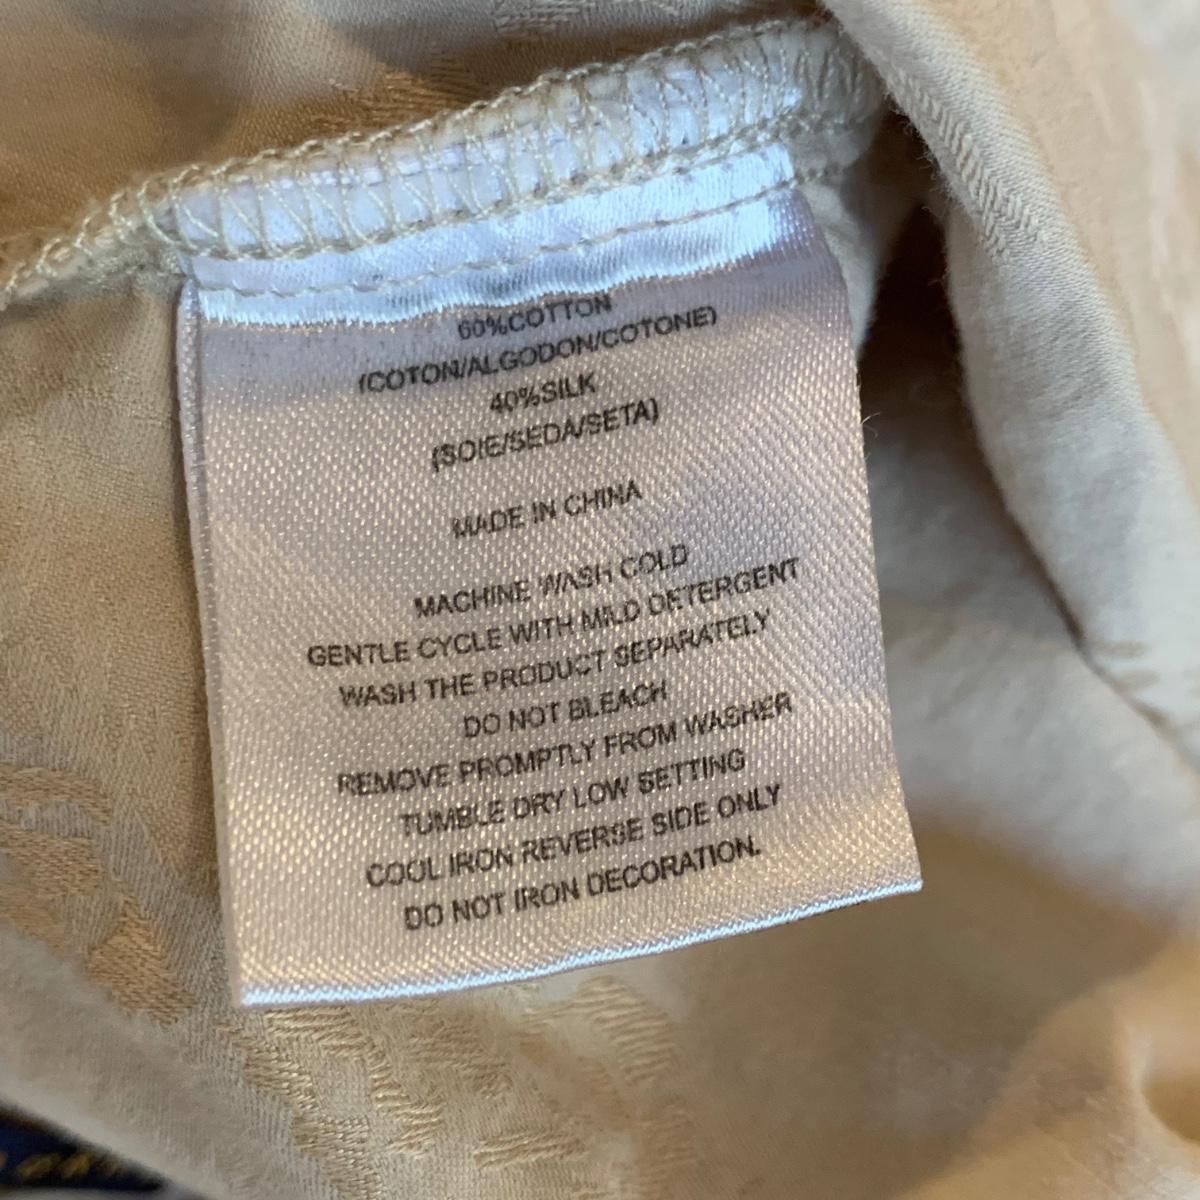 60%COTTON
(COTON/ALGODON/COTONE)
40%SILK
(SOIE/SEDA/SETA)
MADE IN CHINA
MACHINE WASH COLD
GENTLE CYCLE WITH MILD DETERGENT
WASH THE PRODUCT SEPARATELY
DO NOT BLEACH
REMOVE PROMPTLY FROM WASHER
TUMBLE DRY LOW SETTING
COOL IRON REVERSE SIDE ONLY
DO NOT IRON DECORATION.